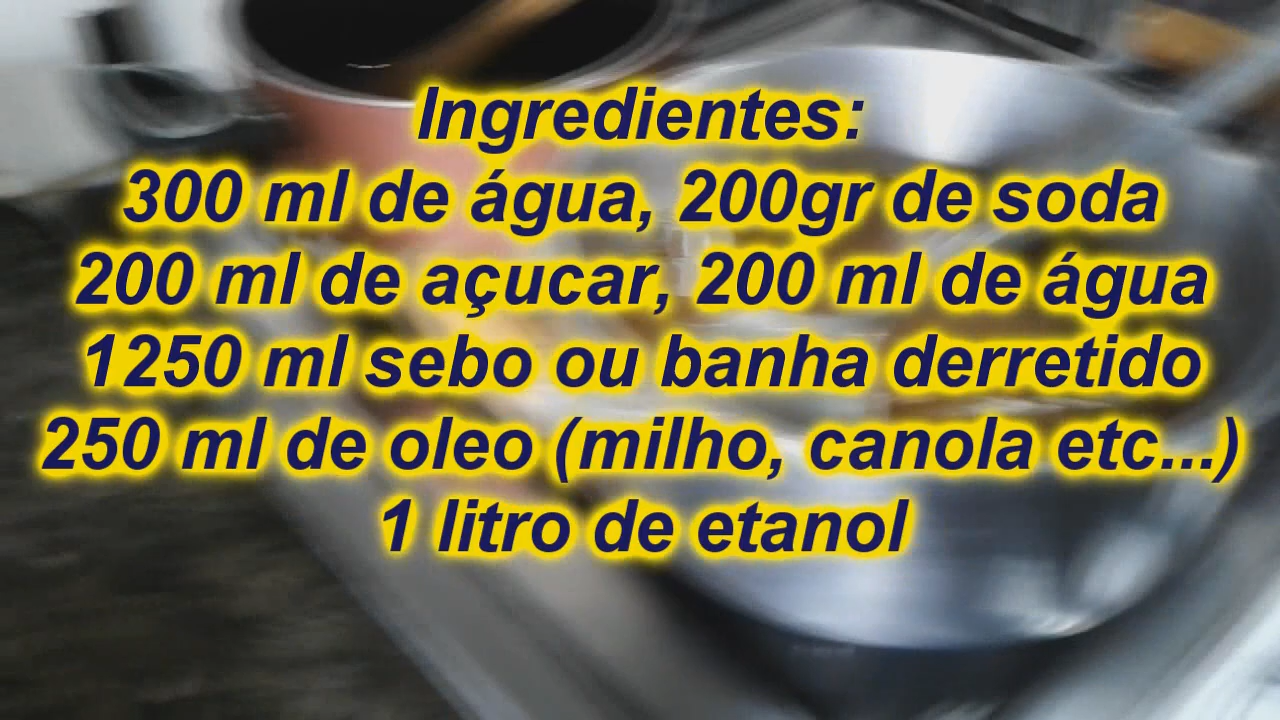 Ingredientes:
300 ml de água, 200gr de soda
200 ml de açucar, 200 ml de água
1250 ml sebo ou banha derretido
250 ml de oleo (milho, canola etc...)
1 litro de etanol